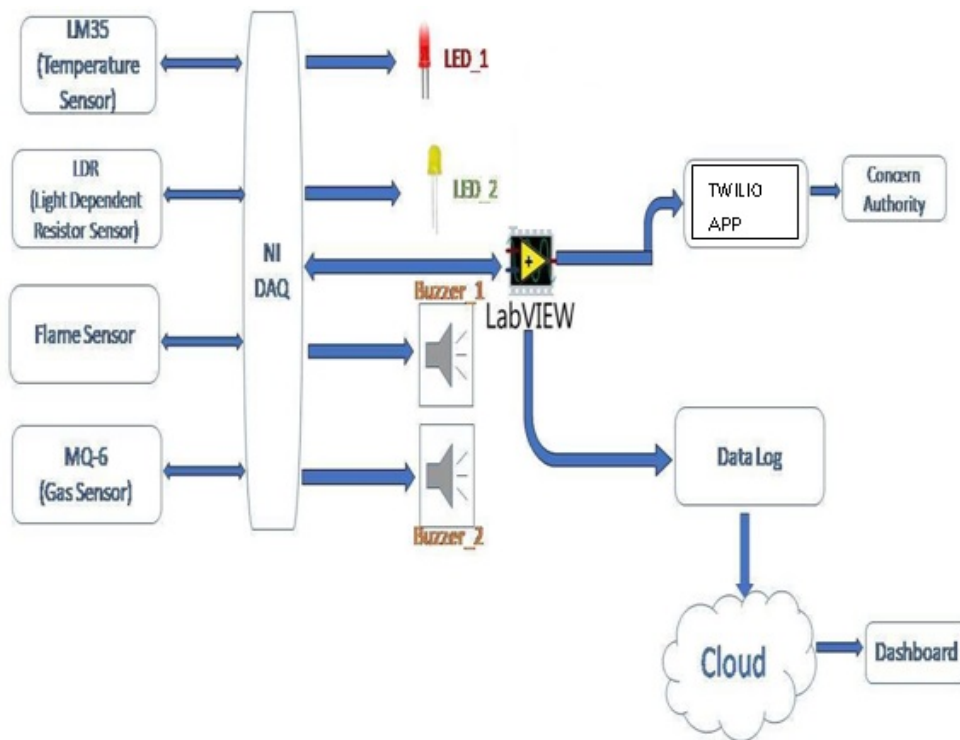 LM35
(Temperature
Sensor)
LDR
(Light Dependent
Resistor Sensor)
Flame Sensor
MQ-6
(Gas Sensor)
NI
DAQ
LED_1
LED_2
Buzzer_1
LabVIEW
Buzzer_2
TWILIO
APP
Concern
Authority
Data Log
Cloud
Dashboard